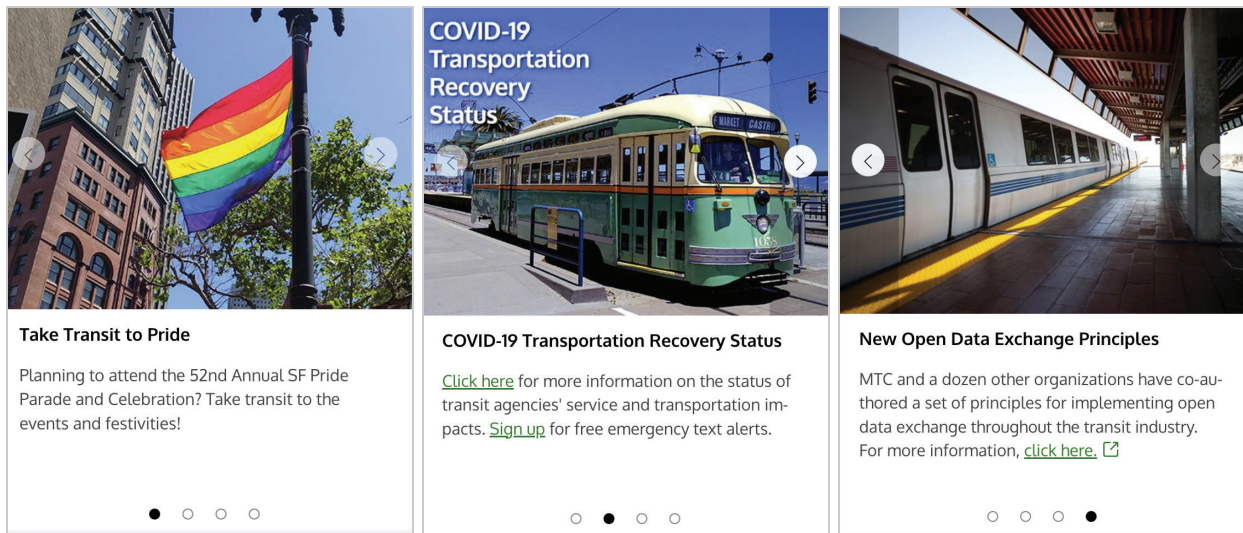 Take Transit to Pride
Planning to attend the 52nd Annual SF Pride
Parade and Celebration? Take transit to the
events and festivities!
COVID-19
Transportation
Recovery
Status
F MARKET CASTRO
COVID-19 Transportation Recovery Status
Click here for more information on the status of
transit agencies' service and transportation im-
pacts. Sign up for free emergency text alerts.
New Open Data Exchange Principles
MTC and a dozen other organizations have co-au-
thored a set of principles for implementing open
data exchange throughout the transit industry.
For more information, click here.